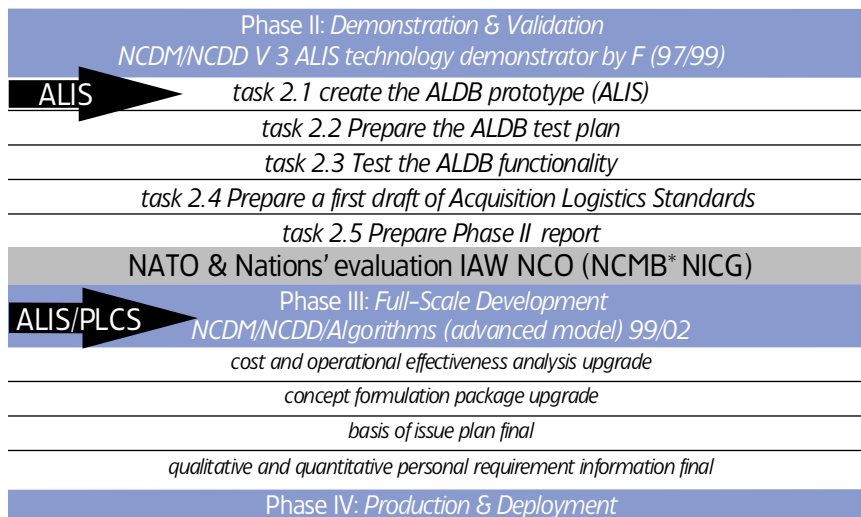 Phase II: Demonstration & Validation
NCDM/NCDD V 3 ALIS technology demonstrator by F (97/99)
ALIS
task 2.1 create the ALDB prototype (ALIS)
task 2.2 Prepare the ALDB test plan
task 2.3 Test the ALDB functionality
task 2.4 Prepare a first draft of Acquisition Logistics Standards
task 2.5 Prepare Phase II report
NATO & Nations' evaluation IAW NCO (NCMB* NICG)
ALIS/PLCS
Phase III: Full-Scale Development
NCDM/NCDD/Algorithms (advanced model) 99/02
cost and operational effectiveness analysis upgrade
concept formulation package upgrade
basis of issue plan final
qualitative and quantitative personal requirement information final
Phase IV: Production & Deployment